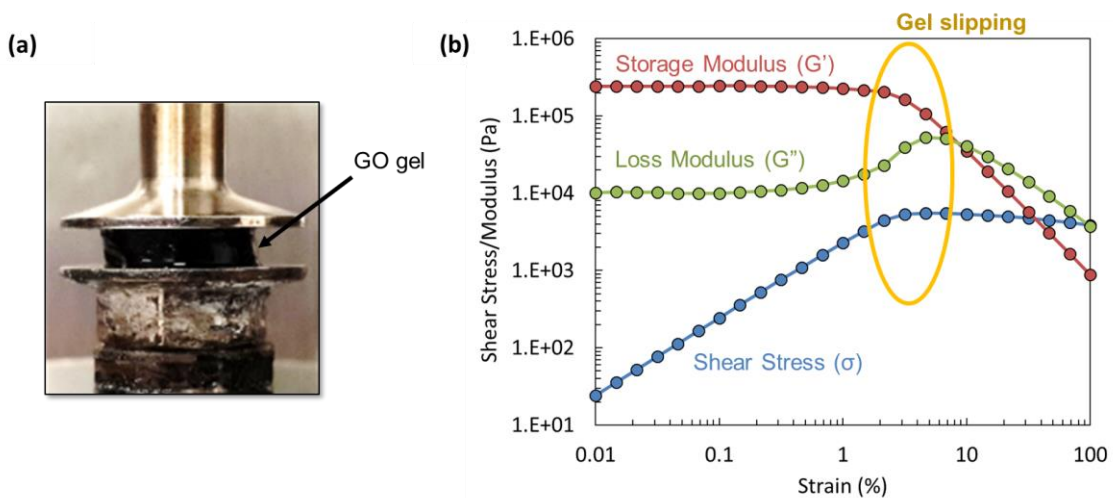 (a)
GO gel
(b)
Gel slipping
Shear Stress/Modulus (Pa)
1.E+06
1.E+05
1.E+04
1.E+03
1.E+02
1.E+01
Storage Modulus (G’)
Loss Modulus (G”)
Shear Stress (σ)
0.01
0.1
1
10
100
Strain (%)